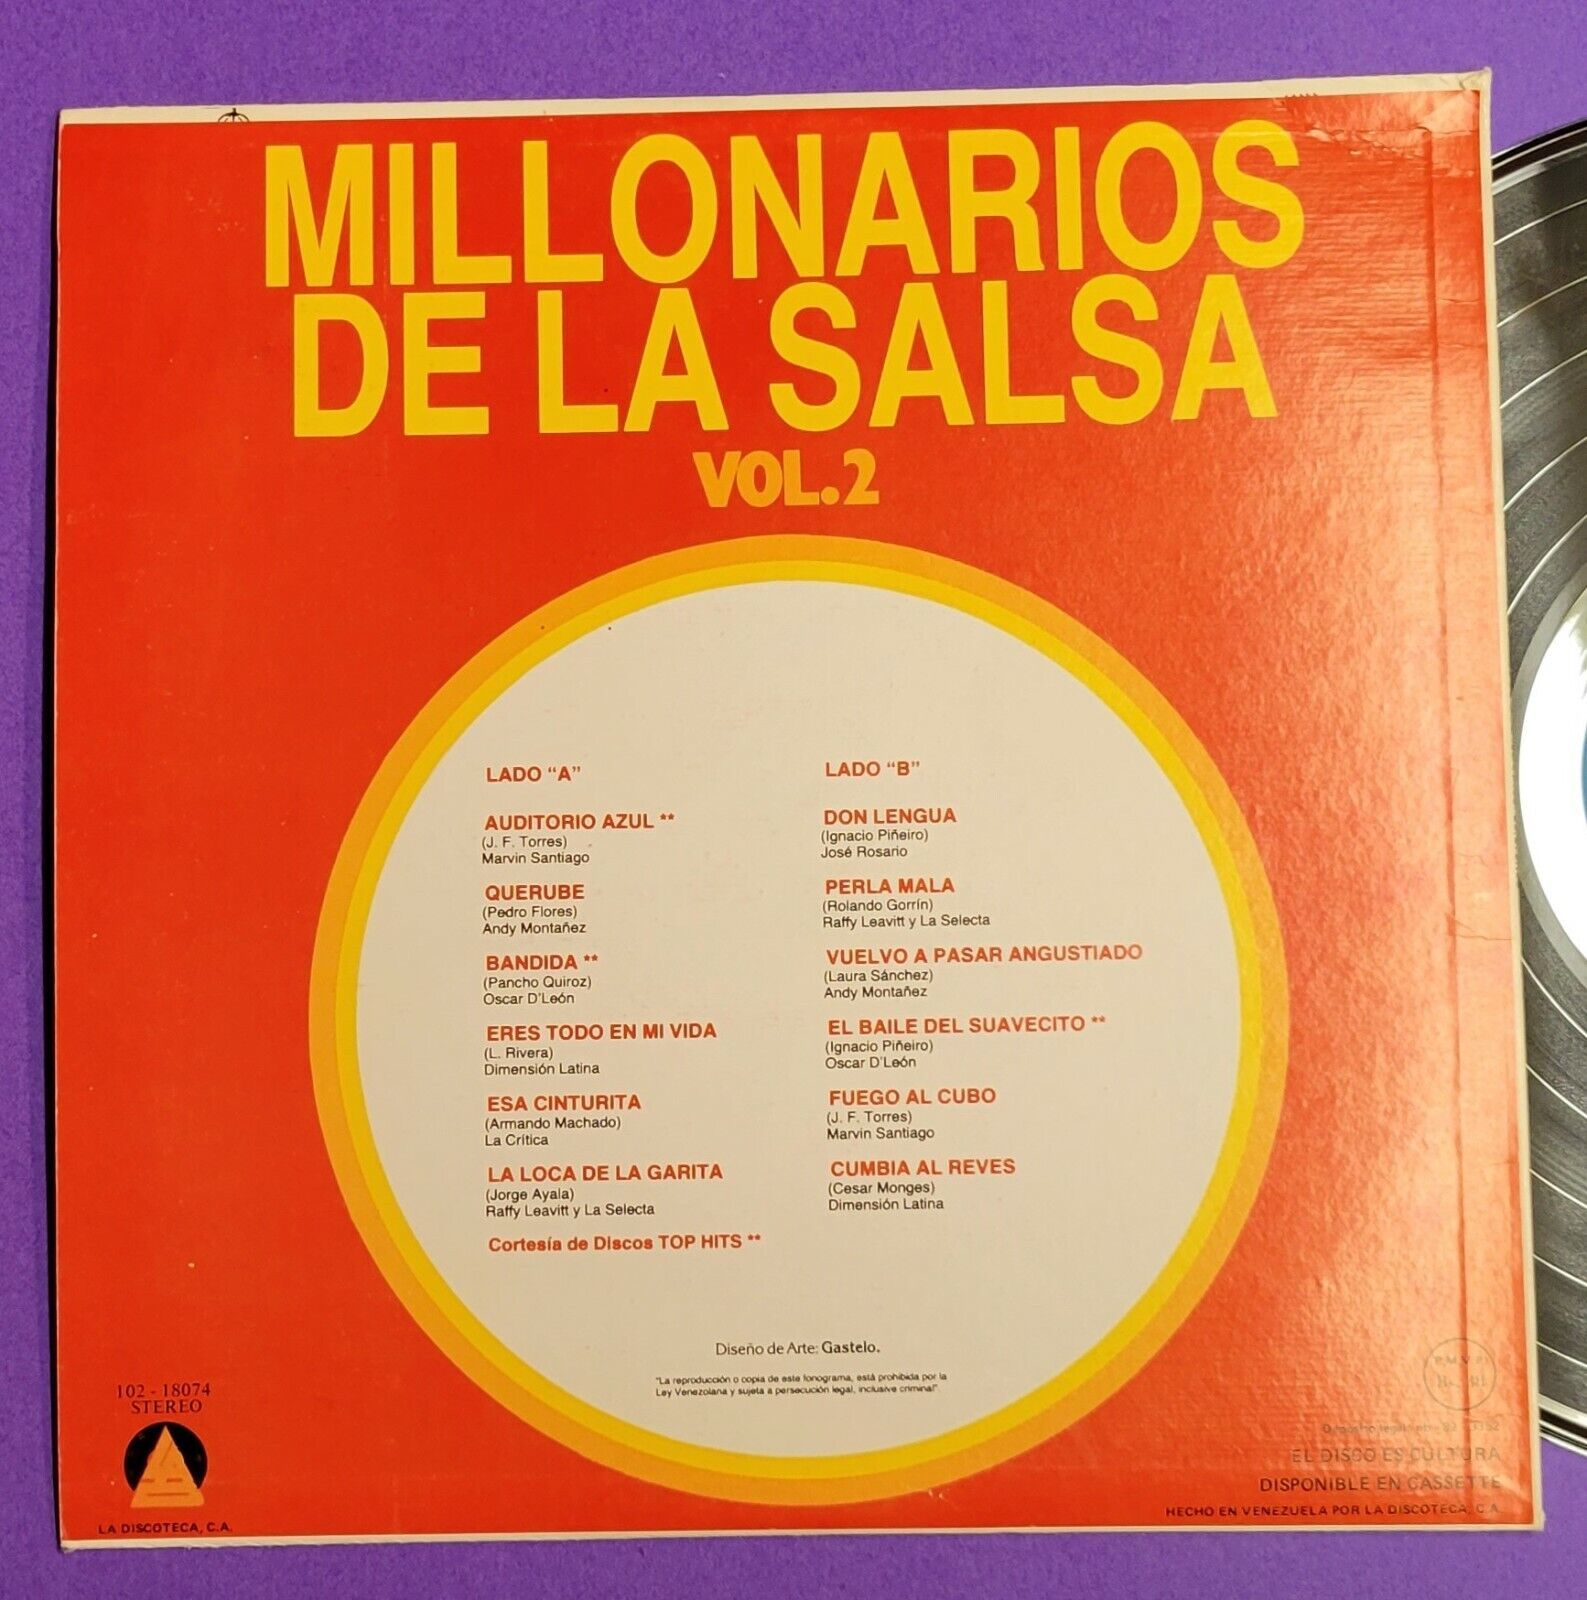 MILLONARIOS
DE LA SALSA
VOL.2
LADO “A”
AUDITORIO AZUL **
(J. F. Torres)
Marvin Santiago
QUERUBE
(Pedro Flores)
Andy Montañez
BANDIDA **
(Pancho Quiroz)
Oscar D'León
ERES TODO EN MI VIDA
(L. Rivera)
Dimensión Latina
ESA CINTURITA
(Armando Machado)
La Crítica
LA LOCA DE LA GARITA
(Jorge Ayala)
Raffy Leavitt y La Selecta
Cortesía de Discos TOP HITS **
LADO “B”
DON LENGUA
(Ignacio Piñeiro)
José Rosario
PERLA MALA
(Rolando Gorrín)
Raffy Leavitt y La Selecta
VUELVO A PASAR ANGUSTIADO
(Laura Sánchez)
Andy Montañez
EL BAILE DEL SUAVECITO **
(Ignacio Piñeiro)
Oscar D'León
FUEGO AL CUBO
(J. F. Torres)
Marvin Santiago
CUMBIA AL REVES
(Cesar Monges)
Dimensión Latina
Diseño de Arte: Gastelo.
"La reproducción o copia de este fonograma, está prohibida por la
Ley Venezolana y sujeta a persecución legal, inclusive criminal".
102 - 18074
STEREO
LA DISCOTECA, C.A.
EL DISCO ES CULTURA
DISPONIBLE EN CASSETTE
HECHO EN VENEZUELA POR LA DISCOTECA, C.A.